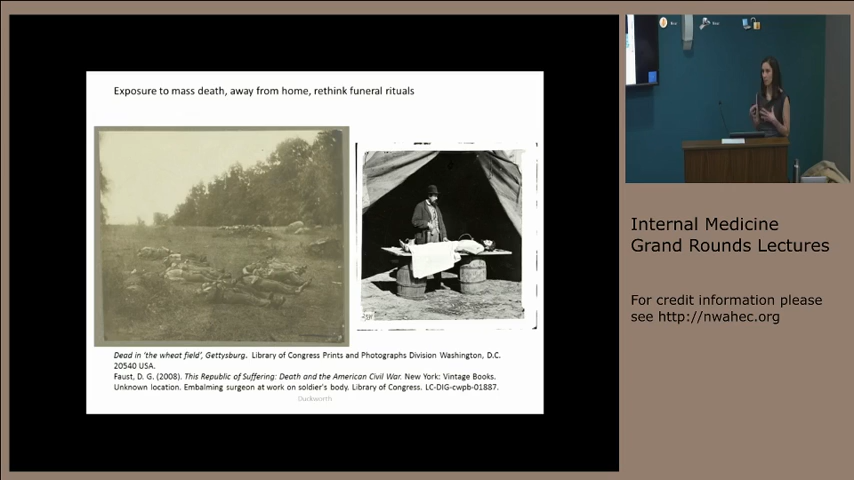 Exposure to mass death, away from home, rethink funeral rituals
Dead in 'the wheat field', Gettysburg. Library of Congress Prints and Photographs Division Washington, D.C.
20540 USA.
Faust, D. G. (2008). This Republic of Suffering: Death and the American Civil War. New York: Vintage Books.
Unknown location. Embalming surgeon at work on soldier's body. Library of Congress. LC-DIG-cwpb-01887.
Duckworth
Internal Medicine
Grand Rounds Lectures
For credit information please
see http://nwahec.org